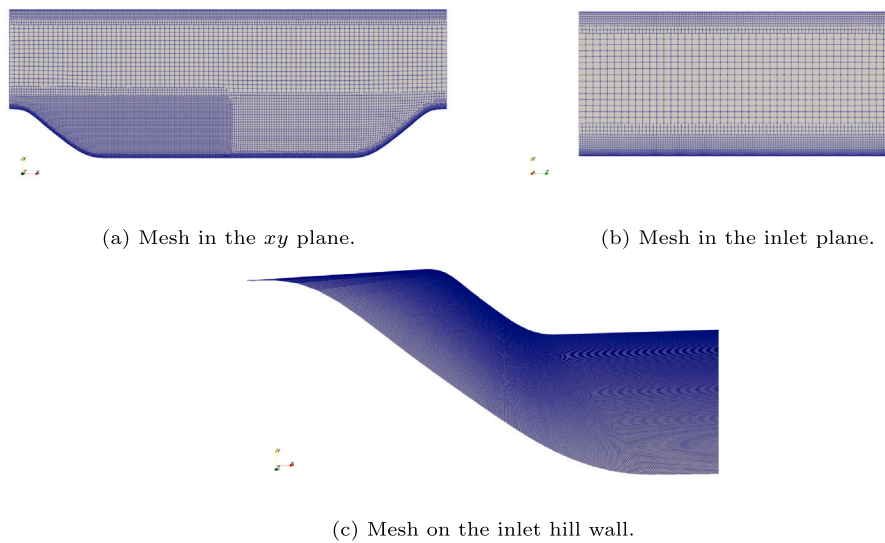 (a) Mesh in the xy plane.
(b) Mesh in the inlet plane.
(c) Mesh on the inlet hill wall.